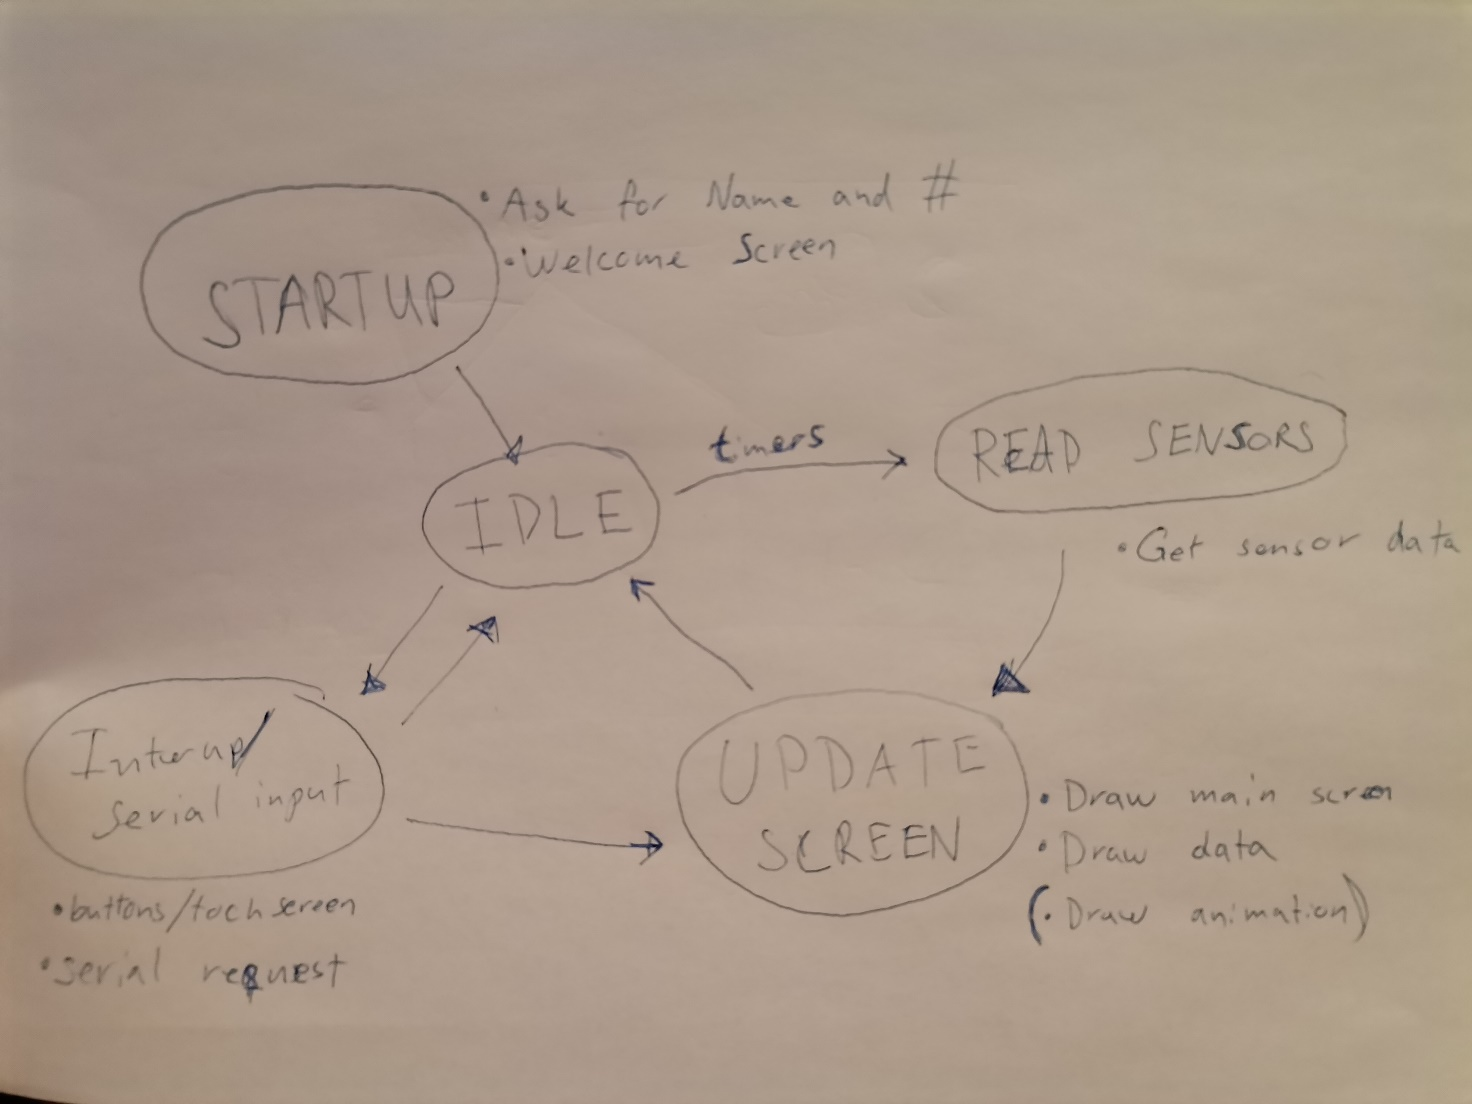 • Ask for Name and #
• Welcome Screen
STARTUP
timers
READ SENSORS
IDLE
• Get sensor data
Interup/
serial input
UPDATE
SCREEN
• Draw main screen
• Draw data
(• Draw animation)
• buttons/tochscreen
• serial request